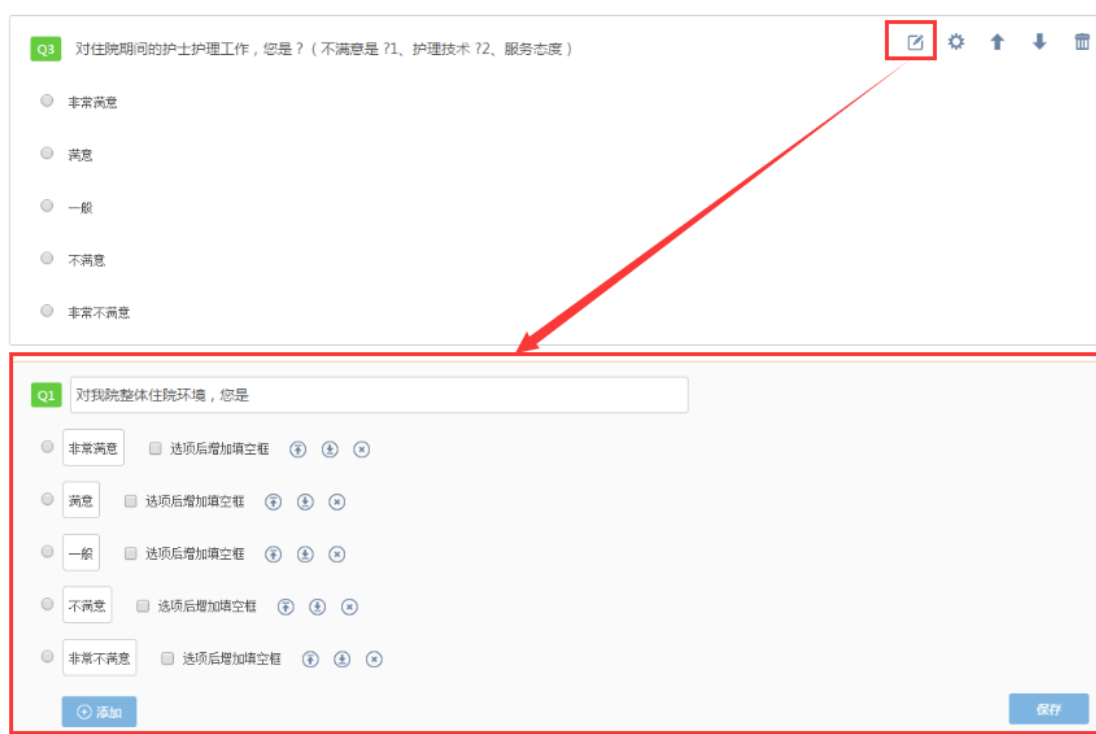 Q3 对住院期间的护士护理工作，您是？（不满意是 ?1、护理技术 ?2、服务态度）
非常满意
满意
一般
不满意
非常不满意
Q1 对我院整体住院环境，您是
非常满意 选项后增加填空框
满意 选项后增加填空框
一般 选项后增加填空框
不满意 选项后增加填空框
非常不满意 选项后增加填空框
添加 保存